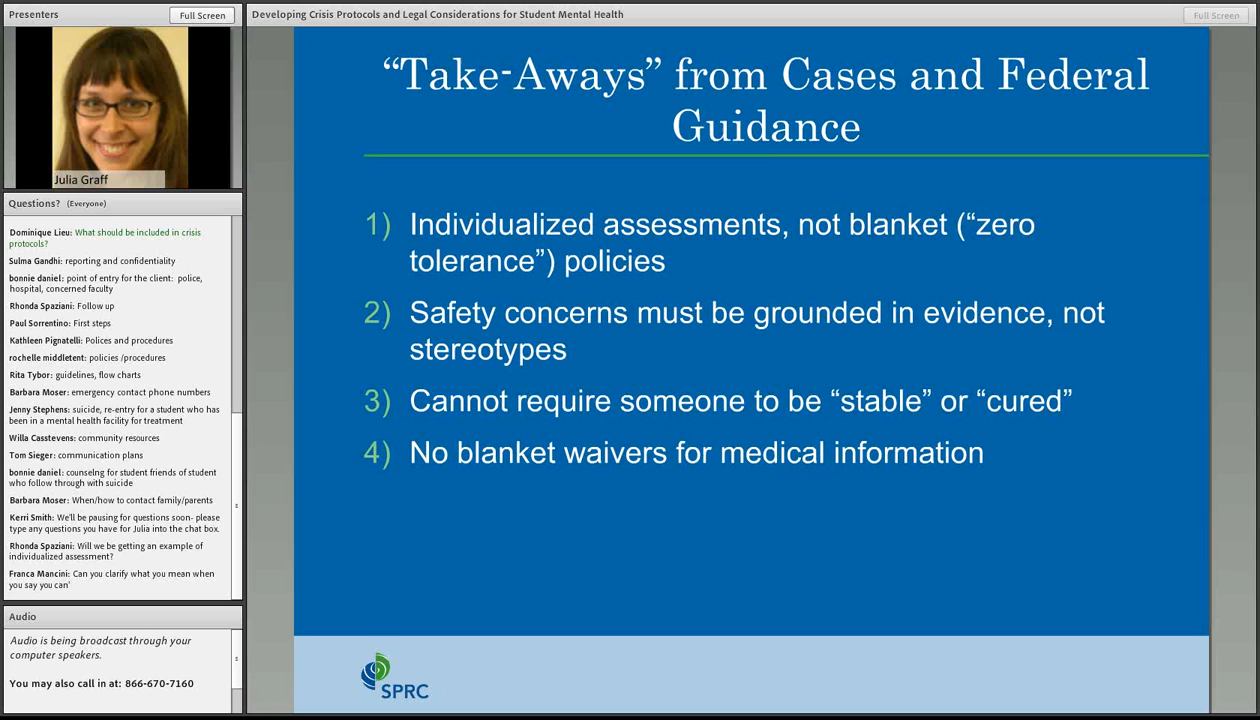 Presenters
Full Screen
Julia Graff
Questions? (Everyone)
Dominique Lieu: What should be included in crisis
protocols?
Sulma Gandhi: reporting and confidentiality
bonnie daniel: point of entry for the client: police,
hospital, concerned faculty
Rhonda Spaziani: Follow up
Paul Sorrentino: First steps
Kathleen Pignatelli: Polices and procedures
rochelle middletent: policies /procedures
Rita Tybor: guidelines, flow charts
Barbara Moser: emergency contact phone numbers
Jenny Stephens: suicide, re-entry for a student who has
been in a mental health facility for treatment
Willa Casstevens: community resources
Tom Sieger: communication plans
bonnie daniel: counselng for student friends of student
who follow through with suicide
Barbara Moser: When/how to contact family/parents
Kerri Smith: We'll be pausing for questions soon- please
type any questions you have for Julia into the chat box.
Rhonda Spaziani: Will we be getting an example of
individualized assessment?
Franca Mancini: Can you clarify what you mean when
you say you can'
Audio
Audio is being broadcast through your
computer speakers.
You may also call in at: 866-670-7160
Developing Crisis Protocols and Legal Considerations for Student Mental Health
Full Screen
“Take-Aways” from Cases and Federal
Guidance
1) Individualized assessments, not blanket (“zero
tolerance”) policies
2) Safety concerns must be grounded in evidence, not
stereotypes
3) Cannot require someone to be “stable” or “cured”
4) No blanket waivers for medical information
SPRC